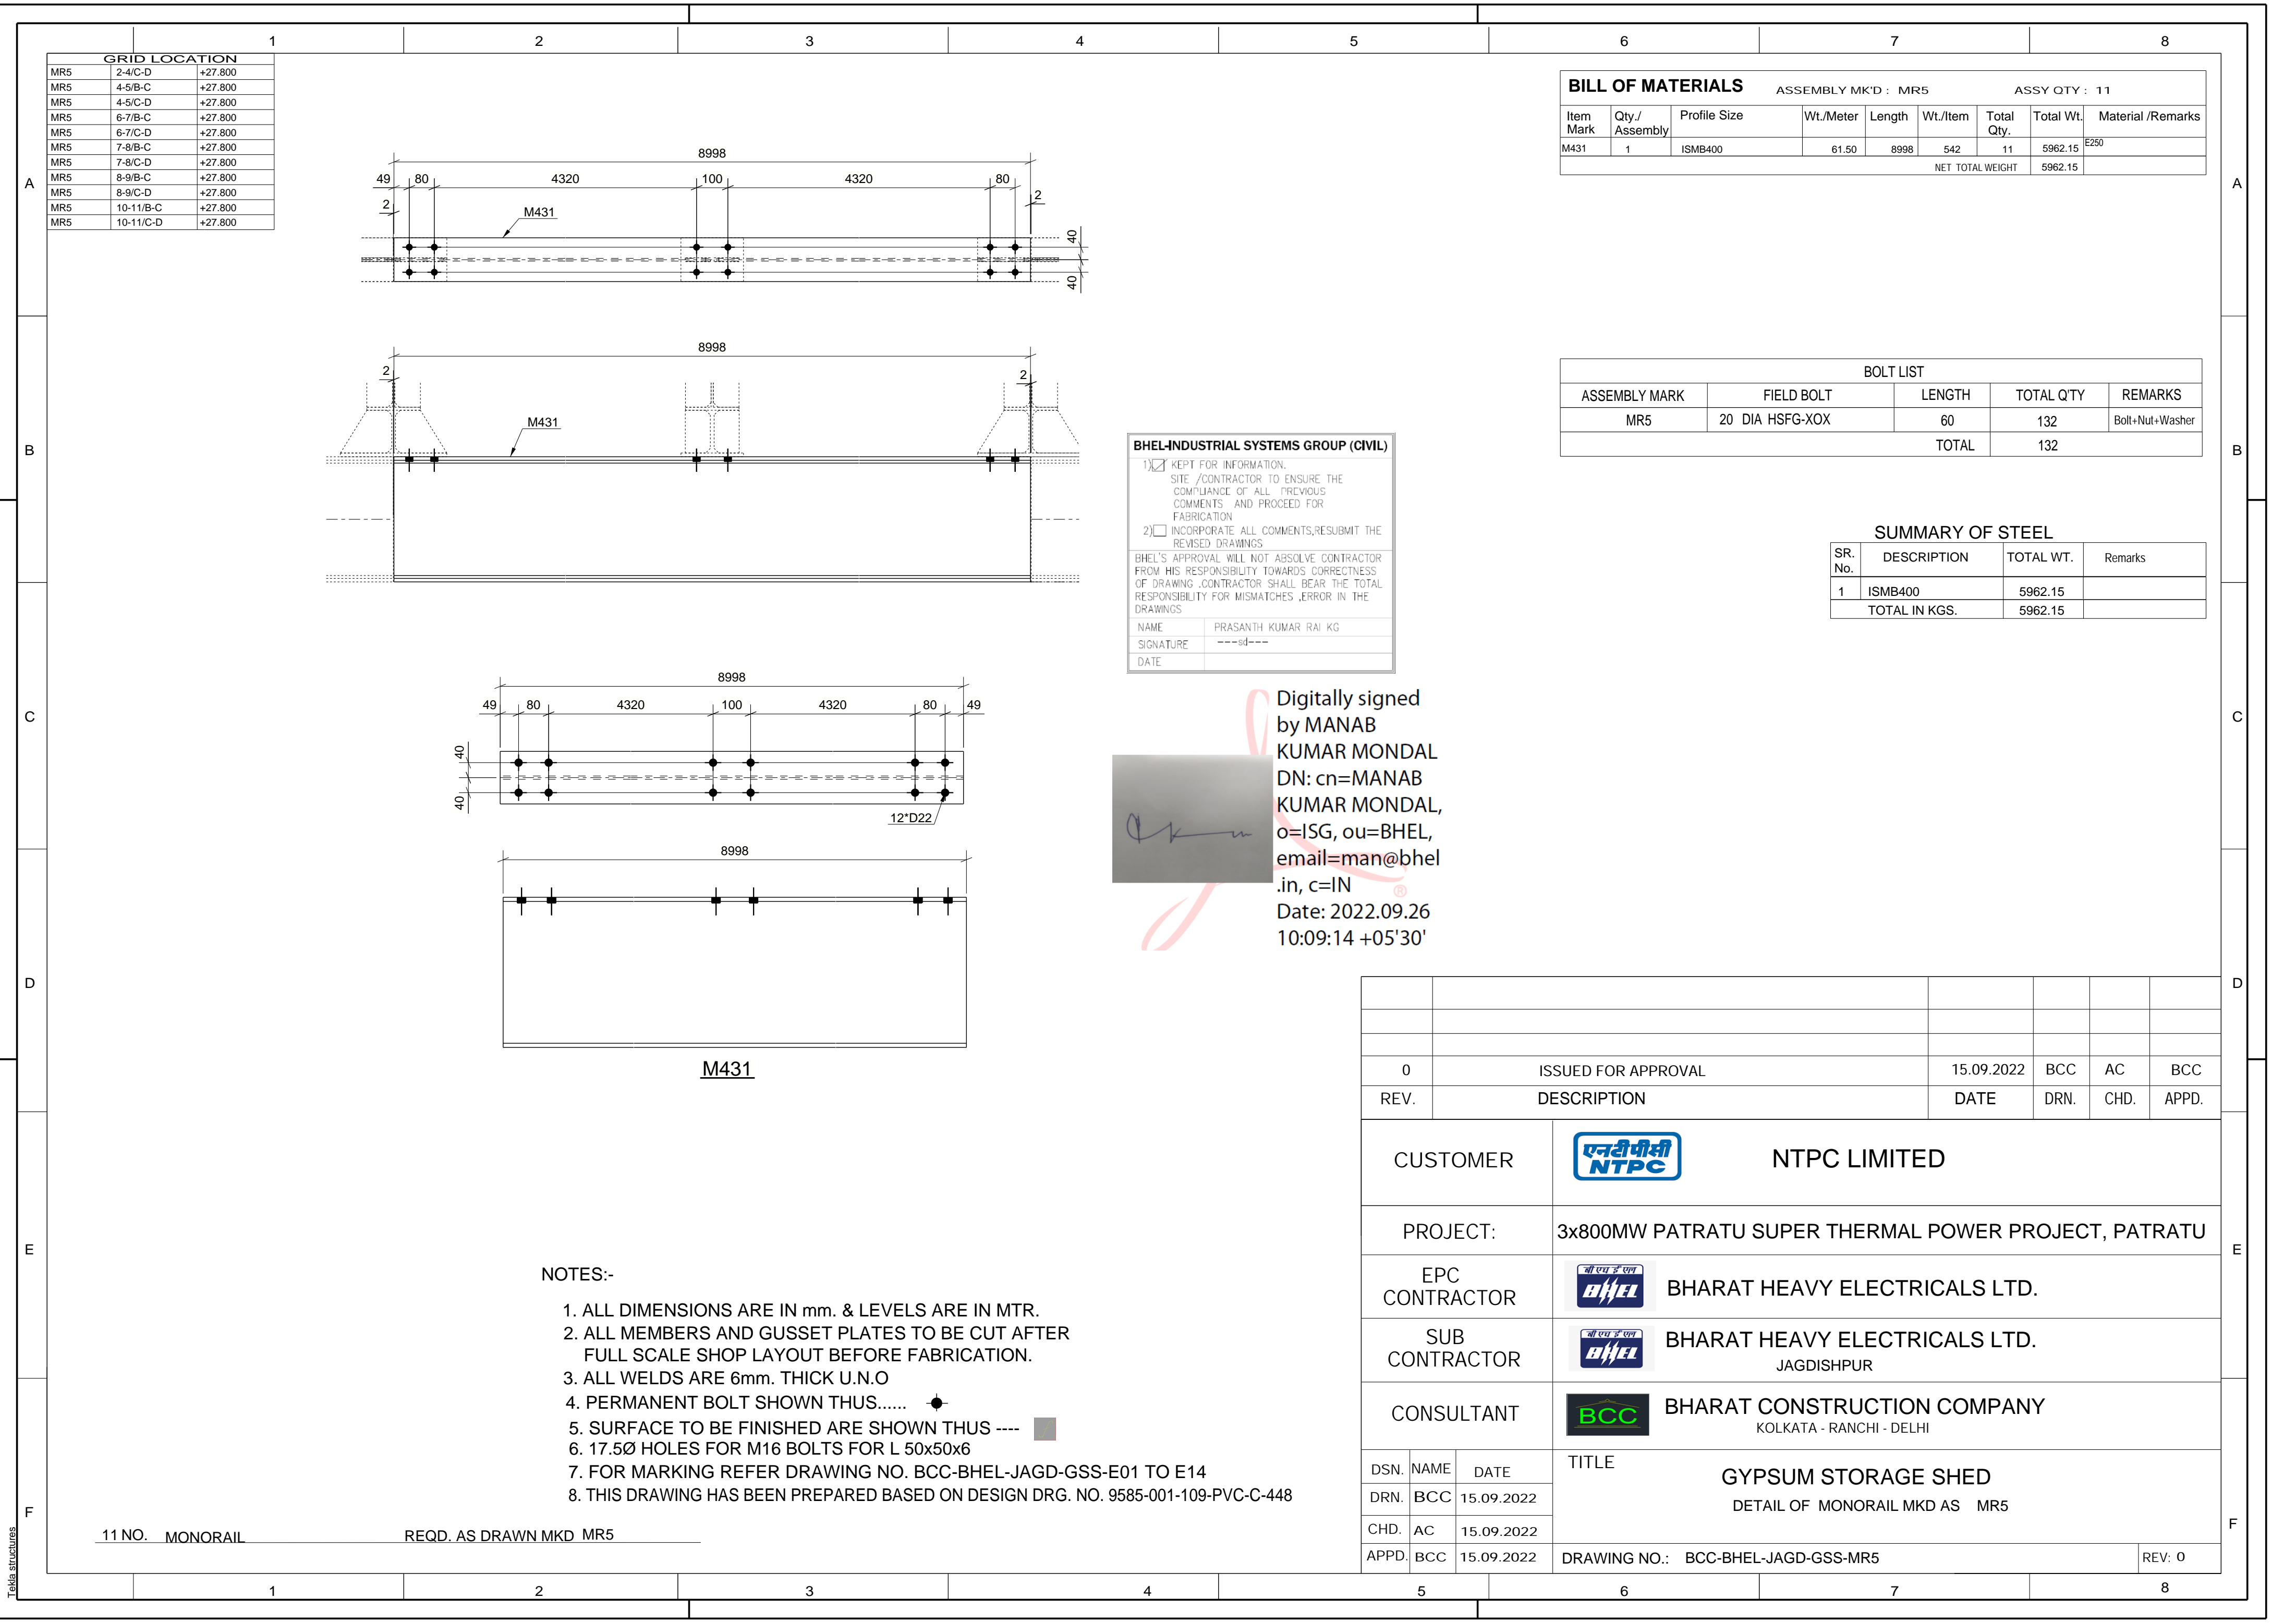 1 2 3 4 5 6 7 8
GRID LOCATION
MR5 2-4/C-D +27.800
MR5 4-5/B-C +27.800
MR5 4-5/C-D +27.800
MR5 6-7/B-C +27.800
MR5 6-7/C-D +27.800
MR5 7-8/B-C +27.800
MR5 7-8/C-D +27.800
MR5 8-9/B-C +27.800
MR5 8-9/C-D +27.800
MR5 10-11/B-C +27.800
MR5 10-11/C-D +27.800
BILL OF MATERIALS ASSEMBLY MK'D : MR5 ASSY QTY : 11
Item Mark Qty./ Assembly Profile Size Wt./Meter Length Wt./Item Total Qty. Total Wt. Material /Remarks
M431 1 ISMB400 61.50 8998 542 11 5962.15 E250
NET TOTAL WEIGHT 5962.15
A A
8998
49 80 4320 100 4320 80
2 2
M431
40
40
8998
2 2
M431
B B
BOLT LIST
ASSEMBLY MARK FIELD BOLT LENGTH TOTAL Q'TY REMARKS
MR5 20 DIA HSFG-XOX 60 132 Bolt+Nut+Washer
TOTAL 132
BHEL-INDUSTRIAL SYSTEMS GROUP (CIVIL)
1) KEPT FOR INFORMATION.
SITE /CONTRACTOR TO ENSURE THE
COMPLIANCE OF ALL PREVIOUS
COMMENTS AND PROCEED FOR
FABRICATION
2) INCORPORATE ALL COMMENTS,RESUBMIT THE
REVISED DRAWINGS
BHEL'S APPROVAL WILL NOT ABSOLVE CONTRACTOR
FROM HIS RESPONSIBILITY TOWARDS CORRECTNESS
OF DRAWING .CONTRACTOR SHALL BEAR THE TOTAL
RESPONSIBILITY FOR MISMATCHES ,ERROR IN THE
DRAWINGS
NAME PRASANTH KUMAR RAI KG
SIGNATURE ---sd---
DATE
SUMMARY OF STEEL
SR. No. DESCRIPTION TOTAL WT. Remarks
1 ISMB400 5962.15
TOTAL IN KGS. 5962.15
C C
8998
49 80 4320 100 4320 80 49
40
40
12*D22
8998
M431
Digitally signed
by MANAB
KUMAR MONDAL
DN: cn=MANAB
KUMAR MONDAL,
o=ISG, ou=BHEL,
email=man@bhel
.in, c=IN
Date: 2022.09.26
10:09:14 +05'30'
®
D D
0 ISSUED FOR APPROVAL 15.09.2022 BCC AC BCC
REV. DESCRIPTION DATE DRN. CHD. APPD.
CUSTOMER एनटीपीसी NTPC NTPC LIMITED
PROJECT: 3x800MW PATRATU SUPER THERMAL POWER PROJECT, PATRATU
E E
EPC CONTRACTOR बी एच ई एल BHEL BHARAT HEAVY ELECTRICALS LTD.
SUB CONTRACTOR बी एच ई एल BHEL BHARAT HEAVY ELECTRICALS LTD.
JAGDISHPUR
CONSULTANT BCC BHARAT CONSTRUCTION COMPANY
KOLKATA - RANCHI - DELHI
DSN. NAME DATE
DRN. BCC 15.09.2022
CHD. AC 15.09.2022
APPD. BCC 15.09.2022
TITLE
GYPSUM STORAGE SHED
DETAIL OF MONORAIL MKD AS MR5
DRAWING NO.: BCC-BHEL-JAGD-GSS-MR5 REV: 0
NOTES:-
1. ALL DIMENSIONS ARE IN mm. & LEVELS ARE IN MTR.
2. ALL MEMBERS AND GUSSET PLATES TO BE CUT AFTER
FULL SCALE SHOP LAYOUT BEFORE FABRICATION.
3. ALL WELDS ARE 6mm. THICK U.N.O
4. PERMANENT BOLT SHOWN THUS......
5. SURFACE TO BE FINISHED ARE SHOWN THUS ----
6. 17.5Ø HOLES FOR M16 BOLTS FOR L 50x50x6
7. FOR MARKING REFER DRAWING NO. BCC-BHEL-JAGD-GSS-E01 TO E14
8. THIS DRAWING HAS BEEN PREPARED BASED ON DESIGN DRG. NO. 9585-001-109-PVC-C-448
F F
11 NO. MONORAIL REQD. AS DRAWN MKD MR5
Tekla structures
1 2 3 4 5 6 7 8